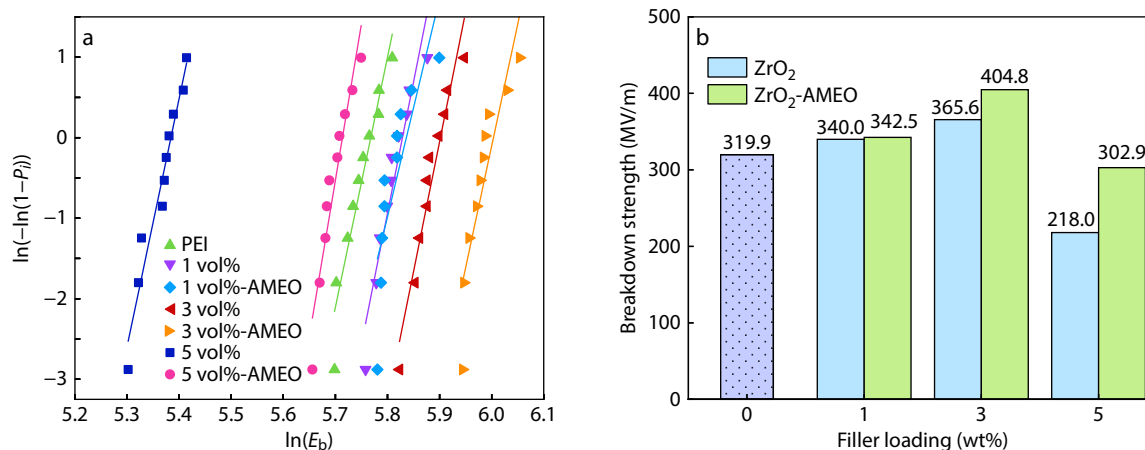 a
ln(−ln(1−Pᵢ))
1
0
−1
−2
−3
PEI
1 vol%
1 vol%-AMEO
3 vol%
3 vol%-AMEO
5 vol%
5 vol%-AMEO
5.2 5.3 5.4 5.5 5.6 5.7 5.8 5.9 6.0 6.1
ln(E_b)
b
Breakdown strength (MV/m)
500
400
300
200
100
0
ZrO₂
ZrO₂-AMEO
319.9
340.0
342.5
365.6
404.8
218.0
302.9
0 1 3 5
Filler loading (wt%)